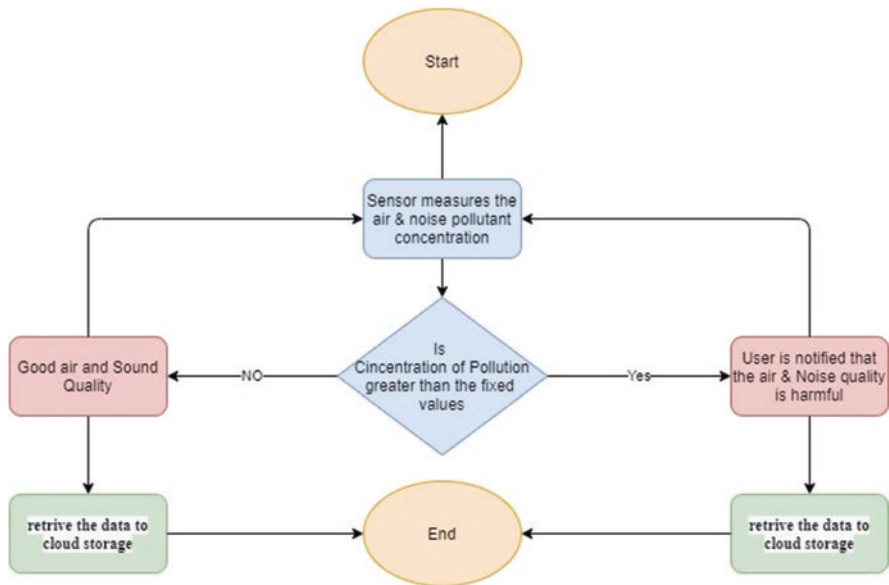 Start
Sensor measures the
air & noise pollutant
concentration
Is
Cincentration of Pollution
greater than the fixed
values
NO
Yes
Good air and Sound
Quality
User is notified that
the air & Noise quality
is harmful
retrive the data to
cloud storage
End
retrive the data to
cloud storage